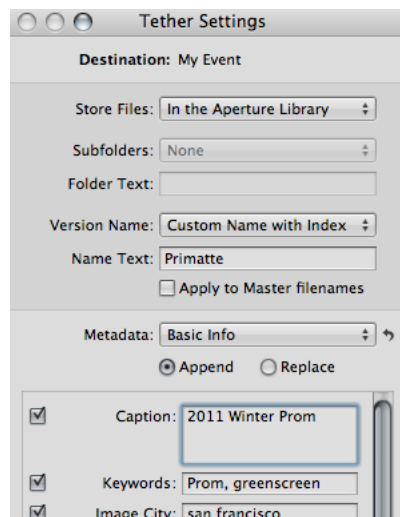 Tether Settings
Destination: My Event
Store Files: In the Aperture Library
Subfolders: None
Folder Text:
Version Name: Custom Name with Index
Name Text: Primatte
Apply to Master filenames
Metadata: Basic Info
Append Replace
Caption: 2011 Winter Prom
Keywords: Prom, greenscreen
Image City: san francisco